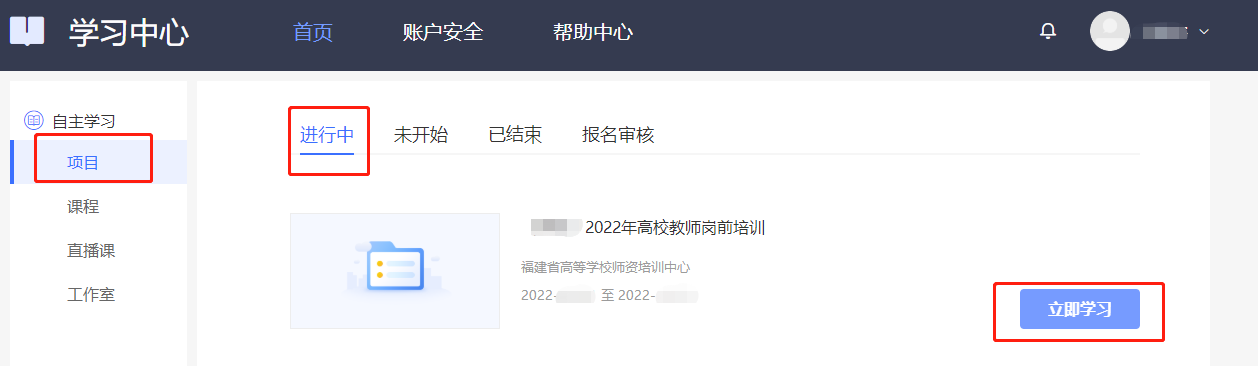 学习中心 首页 账户安全 帮助中心
自主学习
项目
课程
直播课
工作室
进行中 未开始 已结束 报名审核
2022年高校教师岗前培训
福建省高等学校师资培训中心
2022- 至 2022-
立即学习